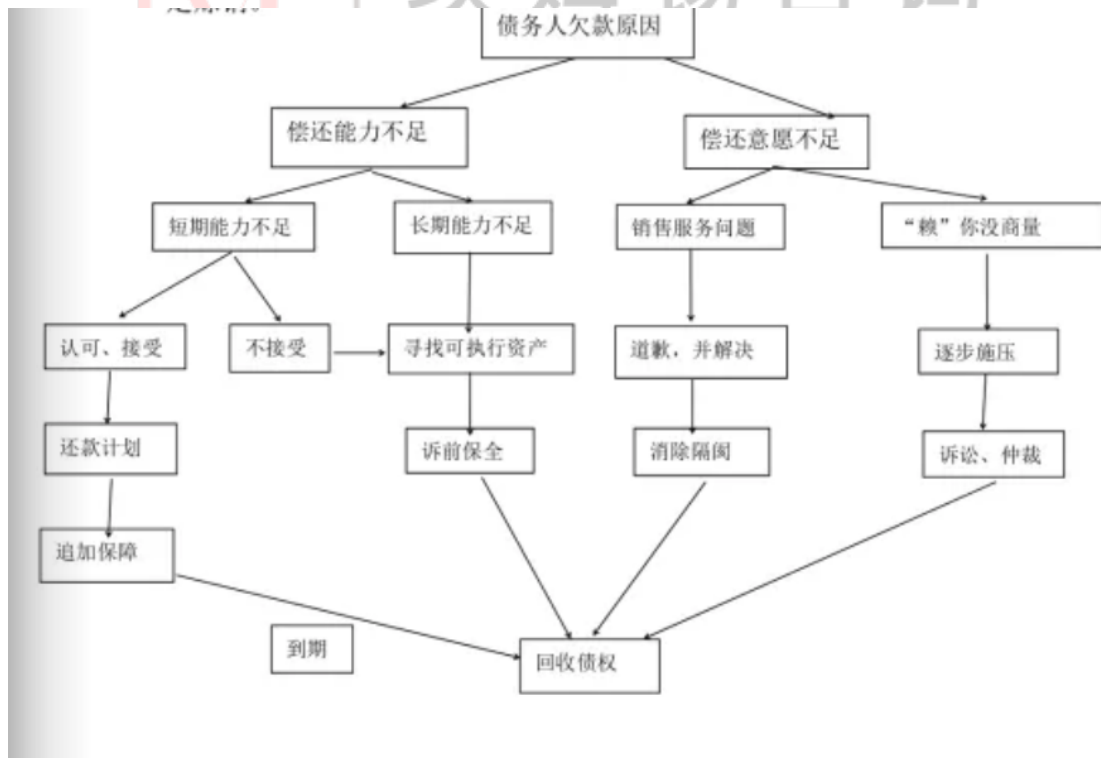 债务人欠款原因
偿还能力不足
偿还意愿不足
短期能力不足
长期能力不足
销售服务问题
“赖”你没商量
认可、接受
不接受
寻找可执行资产
道歉，并解决
逐步施压
还款计划
诉前保全
消除隔阂
诉讼、仲裁
追加保障
到期
回收债权